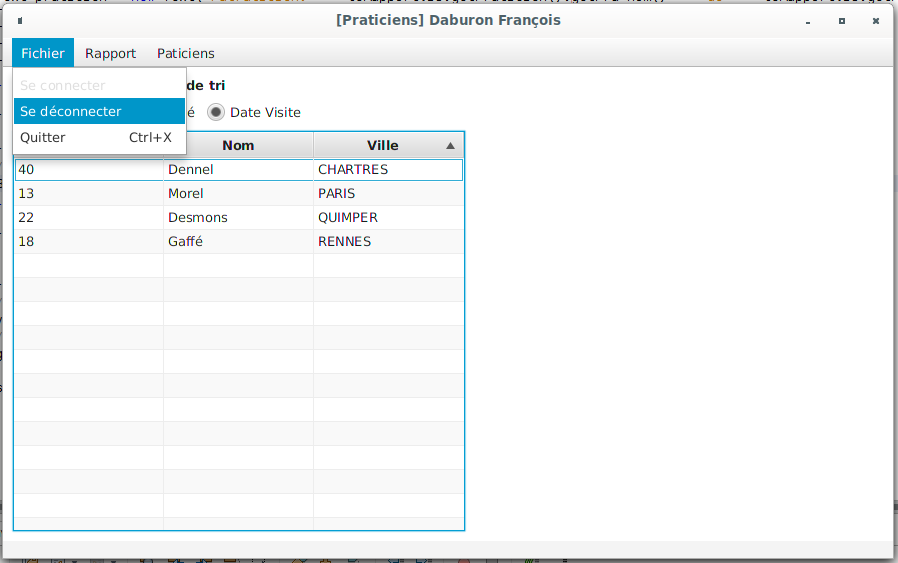 [Praticiens] Daburon François
Fichier Rapport Paticiens
Se connecter
Se déconnecter
Quitter Ctrl+X
de tri
é Date Visite
Nom Ville
40 Dennel CHARTRES
13 Morel PARIS
22 Desmons QUIMPER
18 Gaffé RENNES